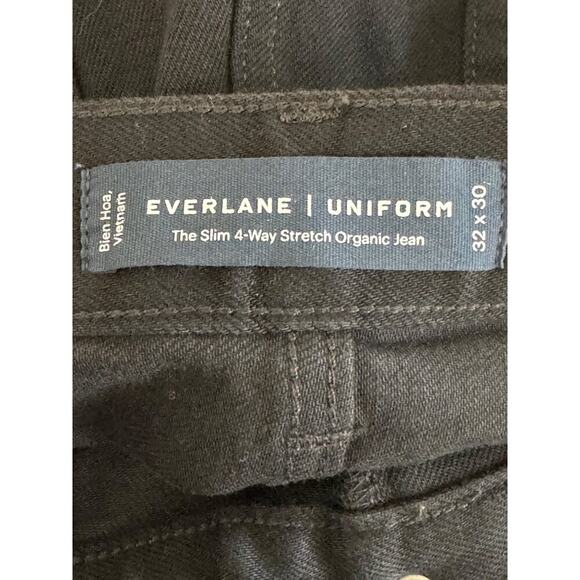 Bien Hoa,
Vietnam
EVERLANE | UNIFORM
The Slim 4-Way Stretch Organic Jean
32 x 30